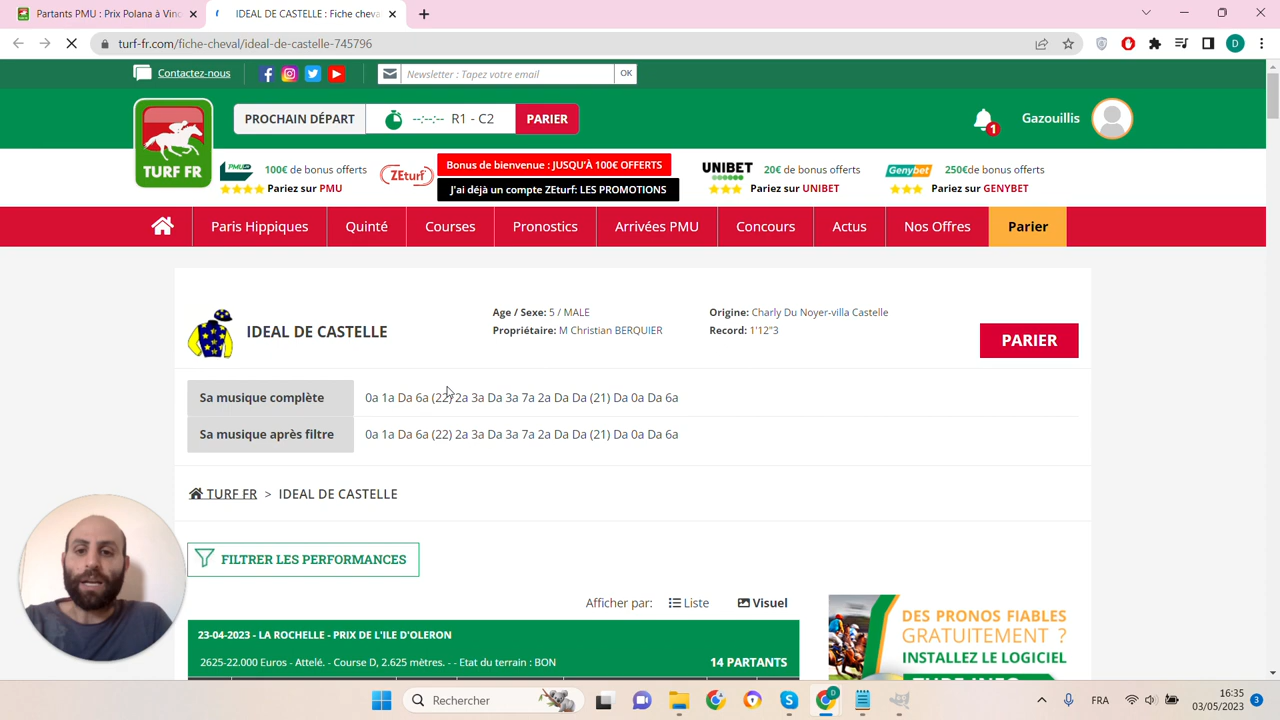 Partants PMU : Prix Polana à Vinc
IDEAL DE CASTELLE : Fiche cheva
turf-fr.com/fiche-cheval/ideal-de-castelle-745796
D
Contactez-nous
Newsletter : Tapez votre email
OK
TURF FR
PROCHAIN DÉPART
--:--:-- R1 - C2
PARIER
1
Gazouillis
PMU
100€ de bonus offerts
Pariez sur PMU
ZEturf
Bonus de bienvenue : JUSQU'À 100€ OFFERTS
J'ai déjà un compte ZEturf: LES PROMOTIONS
UNIBET
20€ de bonus offerts
Pariez sur UNIBET
Genybet
250€de bonus offerts
Pariez sur GENYBET
Paris Hippiques
Quinté
Courses
Pronostics
Arrivées PMU
Concours
Actus
Nos Offres
Parier
IDEAL DE CASTELLE
Age / Sexe: 5 / MALE
Propriétaire: M Christian BERQUIER
Origine: Charly Du Noyer-villa Castelle
Record: 1'12"3
PARIER
Sa musique complète
0a 1a Da 6a (22) 2a 3a Da 3a 7a 2a Da Da (21) Da 0a Da 6a
Sa musique après filtre
0a 1a Da 6a (22) 2a 3a Da 3a 7a 2a Da Da (21) Da 0a Da 6a
TURF FR > IDEAL DE CASTELLE
FILTRER LES PERFORMANCES
Afficher par: Liste Visuel
23-04-2023 - LA ROCHELLE - PRIX DE L'ILE D'OLERON
2625-22.000 Euros - Attelé. - Course D, 2.625 mètres. - - Etat du terrain : BON
14 PARTANTS
DES PRONOS FIABLES
GRATUITEMENT ?
INSTALLEZ LE LOGICIEL
TURF INFO
Rechercher
D
FRA
16:35
03/05/2023
3